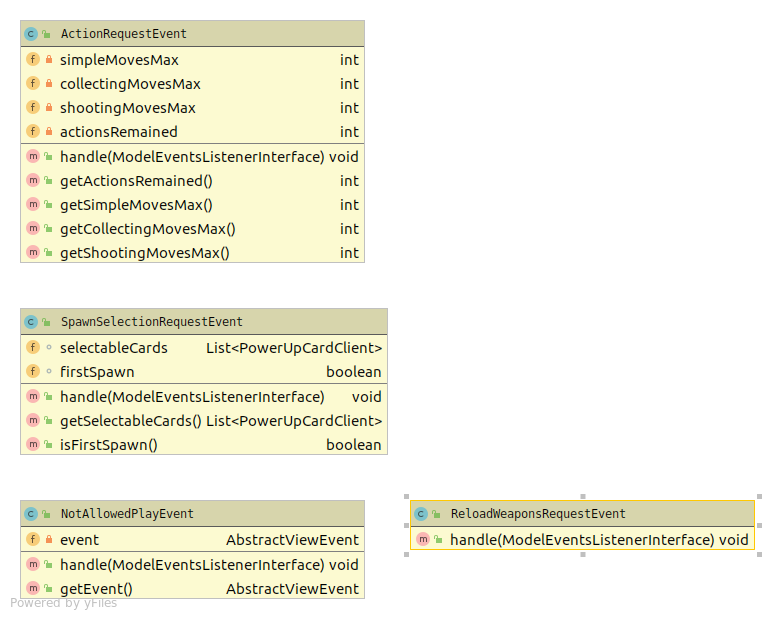 ActionRequestEvent
simpleMovesMax int
collectingMovesMax int
shootingMovesMax int
actionsRemained int
handle(ModelEventsListenerInterface) void
getActionsRemained() int
getSimpleMovesMax() int
getCollectingMovesMax() int
getShootingMovesMax() int
SpawnSelectionRequestEvent
selectableCards List<PowerUpCardClient>
firstSpawn boolean
handle(ModelEventsListenerInterface) void
getSelectableCards() List<PowerUpCardClient>
isFirstSpawn() boolean
NotAllowedPlayEvent
event AbstractViewEvent
handle(ModelEventsListenerInterface) void
getEvent() AbstractViewEvent
ReloadWeaponsRequestEvent
handle(ModelEventsListenerInterface) void
Powered by yFiles